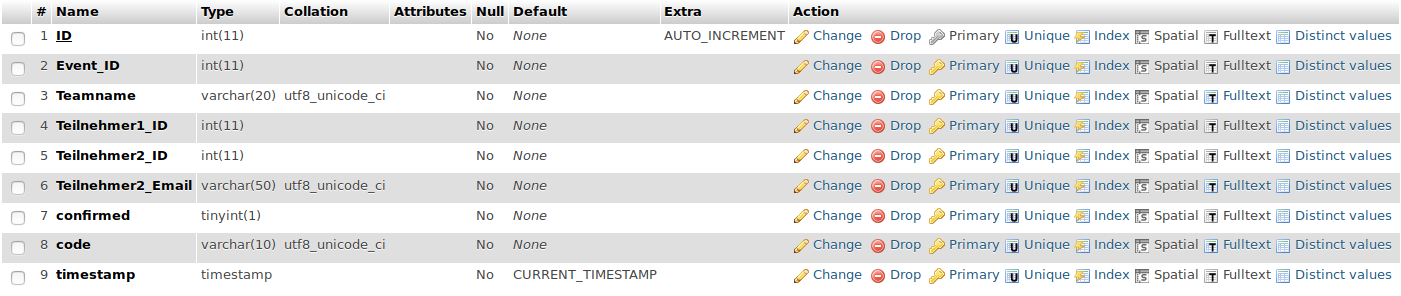 # Name Type Collation Attributes Null Default Extra Action
1 ID int(11) No None AUTO_INCREMENT Change Drop Primary Unique Index Spatial Fulltext Distinct values
2 Event_ID int(11) No None Change Drop Primary Unique Index Spatial Fulltext Distinct values
3 Teamname varchar(20) utf8_unicode_ci No None Change Drop Primary Unique Index Spatial Fulltext Distinct values
4 Teilnehmer1_ID int(11) No None Change Drop Primary Unique Index Spatial Fulltext Distinct values
5 Teilnehmer2_ID int(11) No None Change Drop Primary Unique Index Spatial Fulltext Distinct values
6 Teilnehmer2_Email varchar(50) utf8_unicode_ci No None Change Drop Primary Unique Index Spatial Fulltext Distinct values
7 confirmed tinyint(1) No None Change Drop Primary Unique Index Spatial Fulltext Distinct values
8 code varchar(10) utf8_unicode_ci No None Change Drop Primary Unique Index Spatial Fulltext Distinct values
9 timestamp timestamp No CURRENT_TIMESTAMP Change Drop Primary Unique Index Spatial Fulltext Distinct values